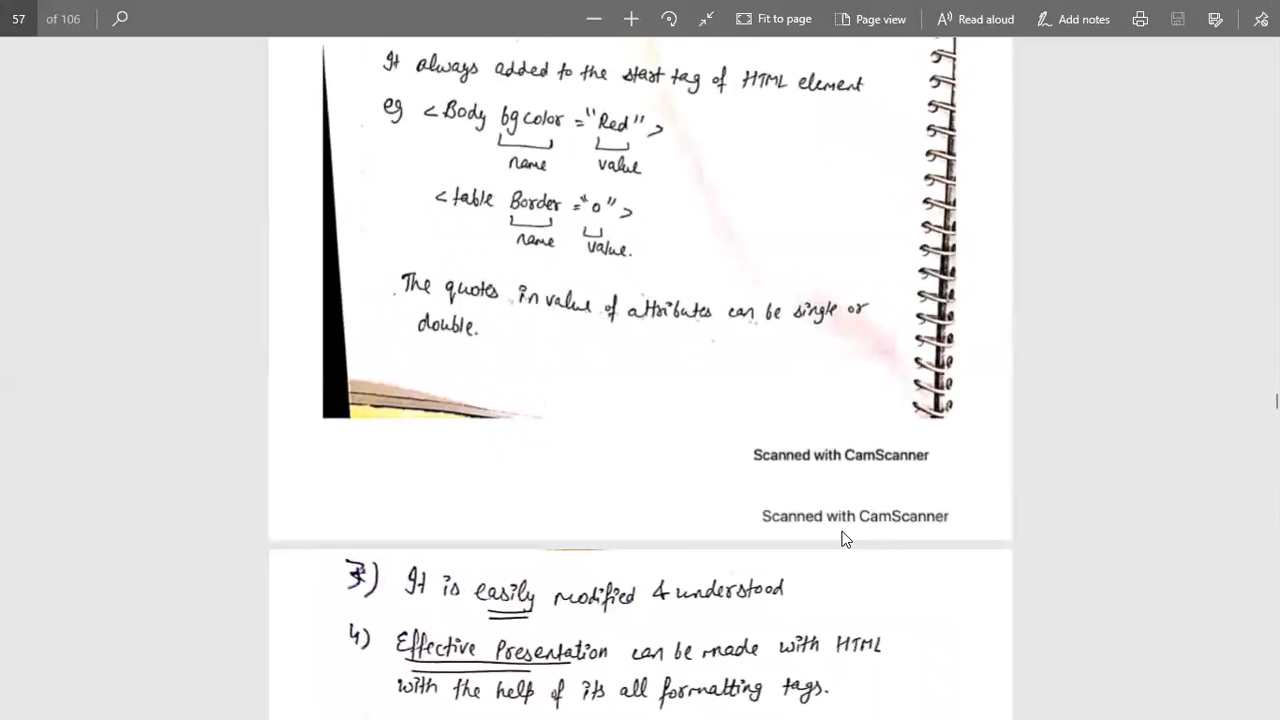 57 of 106 Fit to page Page view Read aloud Add notes
It always added to the start tag of HTML element
eg <Body bgcolor ="Red">
name value
<table Border ="0">
name value.
The quotes in value of attributes can be single or
double.
Scanned with CamScanner
Scanned with CamScanner
3) It is easily modified & understood
4) Effective Presentation can be made with HTML
with the help of its all formatting tags.